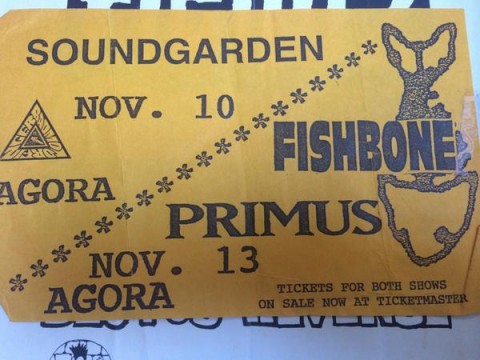 SOUNDGARDEN
NOV. 10
AGORA
FISHBONE
PRIMUS
NOV. 13
AGORA
TICKETS FOR BOTH SHOWS
ON SALE NOW AT TICKETMASTER